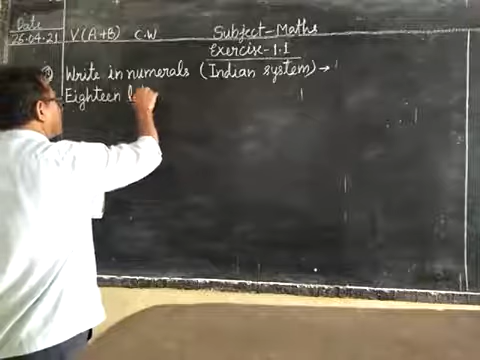 Date
26.04.21 V(A+B) C.W Subject-Maths
Exercise-1.1
Write in numerals (Indian system) →
Eighteen l